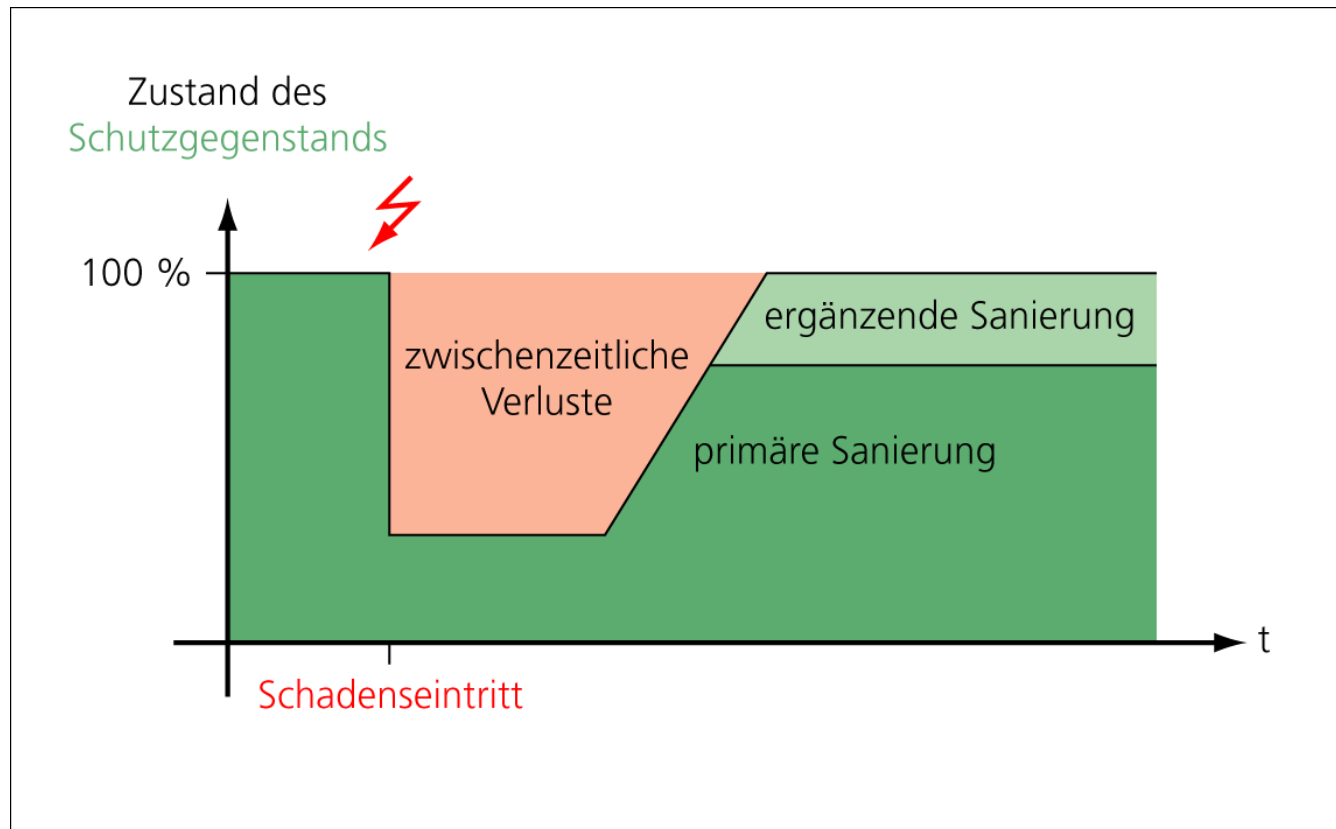 Zustand des
Schutzgegenstands
100 %
ergänzende Sanierung
zwischenzeitliche
Verluste
primäre Sanierung
t
Schadenseintritt